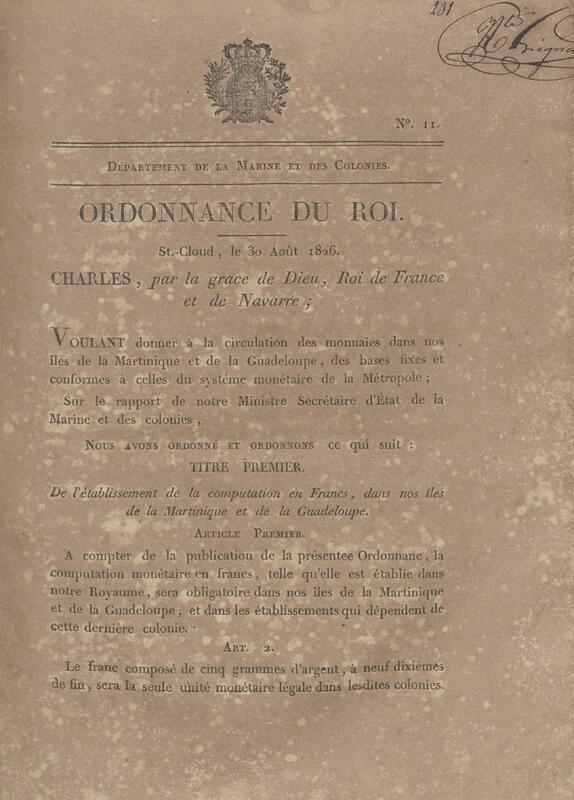 231
N°. 11.
DÉPARTEMENT DE LA MARINE ET DES COLONIES.
ORDONNANCE DU ROI.
St.-Cloud, le 30 Août 1826.
CHARLES, par la grace de Dieu, Roi de France
et de Navarre;
VOULANT donner à la circulation des monnaies dans nos
îles de la Martinique et de la Guadeloupe, des bases fixes et
conformes à celles du système monétaire de la Métropole;
Sur le rapport de notre Ministre Secrétaire d'État de la
Marine et des colonies,
NOUS AVONS ORDONNÉ ET ORDONNONS ce qui suit :
TITRE PREMIER.
De l'établissement de la computation en Francs, dans nos îles
de la Martinique et de la Guadeloupe.
ARTICLE PREMIER.
A compter de la publication de la présentee Ordonnanc, la
computation monétaire en francs, telle qu'elle est établie dans
notre Royaume, sera obligatoire dans nos îles de la Martinique
et de la Guadeloupe, et dans les établissements qui dépendent de
cette dernière colonie.
ART. 2.
Le franc composé de cinq grammes d'argent, à neuf dixièmes
de fin, sera la seule unité monétaire légale dans lesdites colonies.